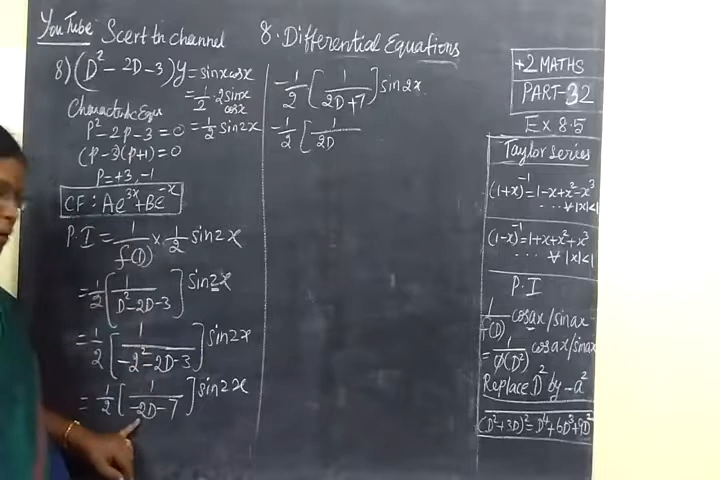 YouTube Scert tn channel 8. Differential Equations
8) (D² - 2D - 3) y = sinx cosx
= 1/2 · 2 sinx cosx
= 1/2 sin2x
Characteristic Equ
p² - 2p - 3 = 0
(p - 3)(p + 1) = 0
p = +3, -1
CF: Ae^3x + Be^-x
P.I = 1/f(D) × 1/2 sin2x
= 1/2 [1/(D² - 2D - 3)] sin2x
= 1/2 [1/(-2² - 2D - 3)] sin2x
= 1/2 [1/(-2D - 7)] sin2x
= -1/2 [1/(2D + 7)] sin2x
= -1/2 [1/2D
+2 MATHS
PART-32
Ex 8.5
Taylor series
(1+x)^-1 = 1 - x + x² - x³
... ∀ |x| < 1
(1-x)^-1 = 1 + x + x² + x³
... ∀ |x| < 1
P.I
1/f(D) cosax/sinax
= 1/φ(D²) cosax/sinax
Replace D² by -a²
(D² + 3D)² = D⁴ + 6D³ + 9D²